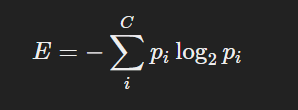 E = −∑_{i}^{C} p_i log_2 p_i